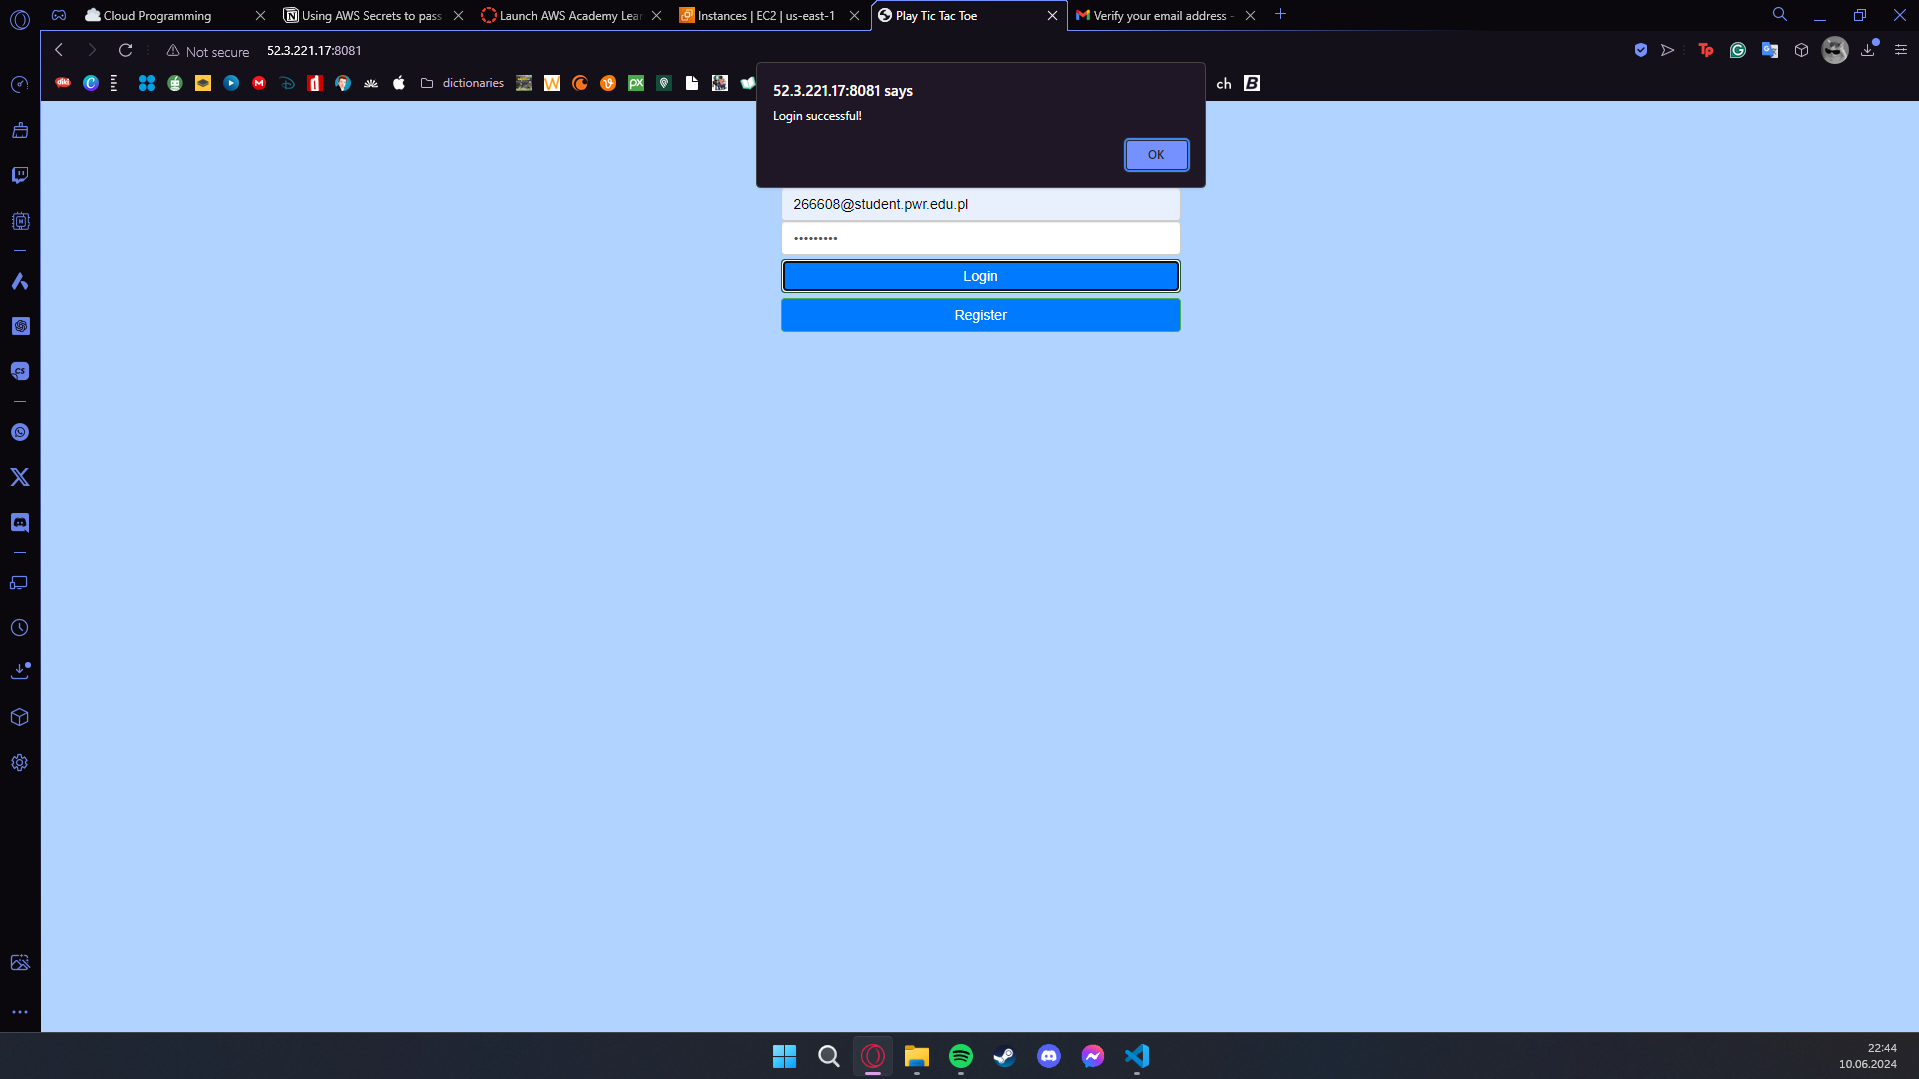 Cloud Programming
Using AWS Secrets to pass
Launch AWS Academy Lear
Instances | EC2 | us-east-1
Play Tic Tac Toe
Verify your email address -
Not secure
52.3.221.17:8081
dictionaries
ch
52.3.221.17:8081 says
Login successful!
OK
266608@student.pwr.edu.pl
•••••••••
Login
Register
22:44
10.06.2024